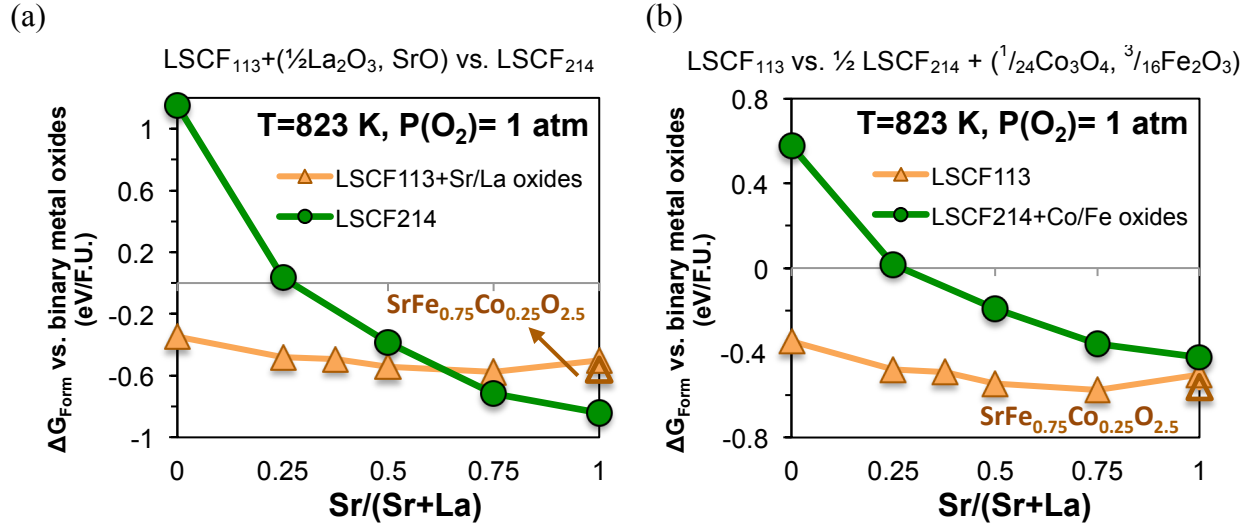 (a)
LSCF₁₁₃+(½La₂O₃, SrO) vs. LSCF₂₁₄
T=823 K, P(O₂)= 1 atm
LSCF113+Sr/La oxides
LSCF214
SrFe₀.₇₅Co₀.₂₅O₂.₅
1
0.6
0.2
-0.2
-0.6
-1
0
0.25
0.5
0.75
1
ΔG_Form vs. binary metal oxides
(eV/F.U.)
Sr/(Sr+La)
(b)
LSCF₁₁₃ vs. ½ LSCF₂₁₄ + (¹/₂₄Co₃O₄, ³/₁₆Fe₂O₃)
T=823 K, P(O₂)= 1 atm
LSCF113
LSCF214+Co/Fe oxides
SrFe₀.₇₅Co₀.₂₅O₂.₅
0.8
0.4
0
-0.4
-0.8
0
0.25
0.5
0.75
1
ΔG_Form vs. binary metal oxides
(eV/F.U.)
Sr/(Sr+La)